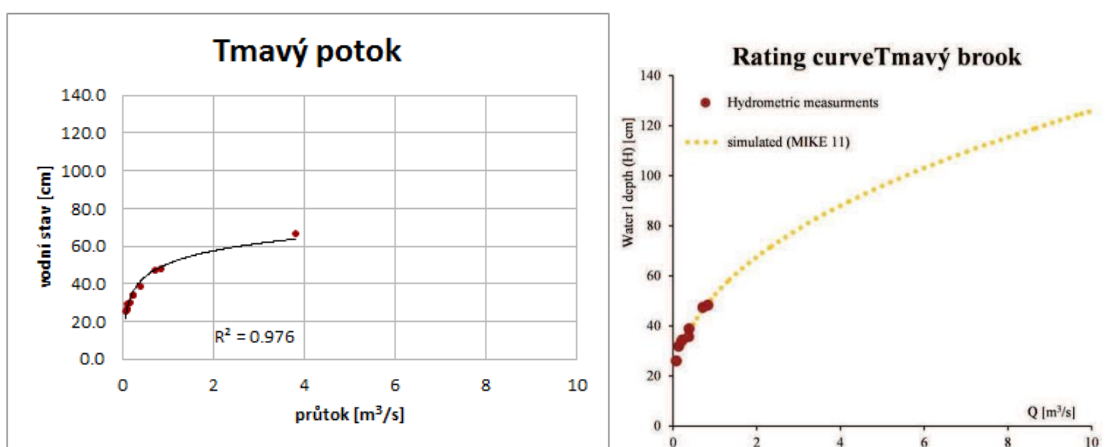 Tmavý potok
140.0
120.0
100.0
80.0
60.0
40.0
20.0
0.0
vodní stav [cm]
R² = 0.976
0 2 4 6 8 10
průtok [m³/s]
Rating curveTmavý brook
140
120
100
80
60
40
20
0
Water l depth (H) [cm]
Hydrometric measurments
simulated (MIKE 11)
Q [m³/s]
0 2 4 6 8 10